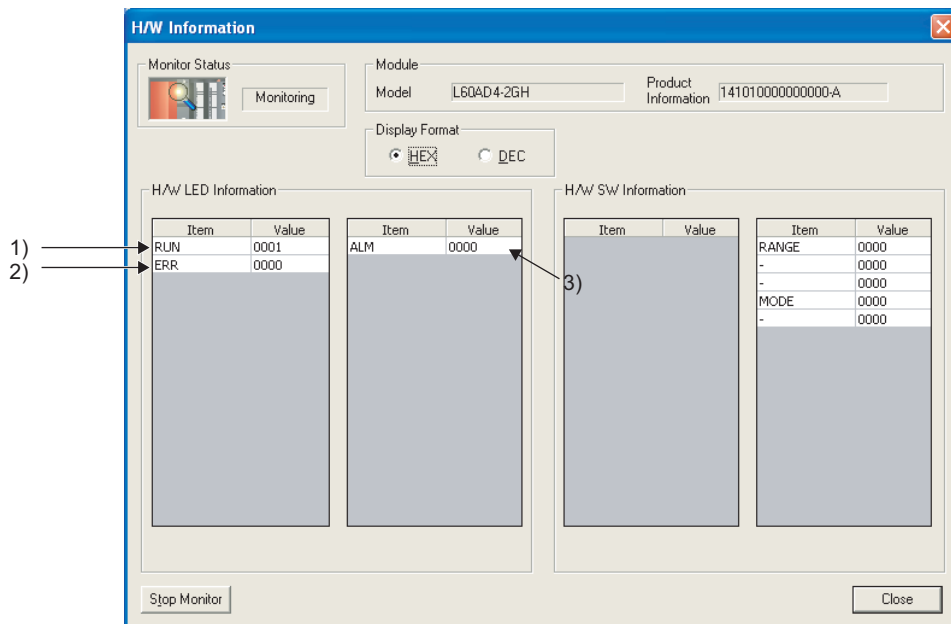 H/W Information
Monitor Status
Monitoring
Module
Model L60AD4-2GH Product Information 141010000000000-A
Display Format
HEX DEC
H/W LED Information
Item Value
RUN 0001
ERR 0000
Item Value
ALM 0000
1)
2)
3)
H/W SW Information
Item Value
Item Value
RANGE 0000
- 0000
- 0000
MODE 0000
- 0000
Stop Monitor
Close